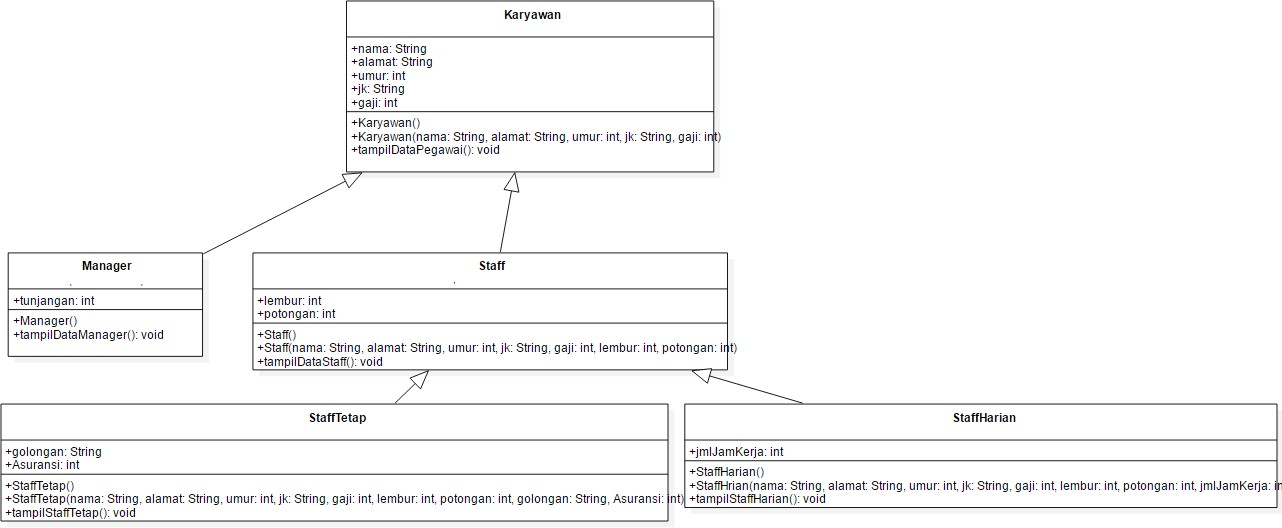 Karyawan
+nama: String
+alamat: String
+umur: int
+jk: String
+gaji: int
+Karyawan()
+Karyawan(nama: String, alamat: String, umur: int, jk: String, gaji: int)
+tampilDataPegawai(): void
Manager
+tunjangan: int
+Manager()
+tampilDataManager(): void
Staff
+lembur: int
+potongan: int
+Staff()
+Staff(nama: String, alamat: String, umur: int, jk: String, gaji: int, lembur: int, potongan: int)
+tampilDataStaff(): void
StaffTetap
+golongan: String
+Asuransi: int
+StaffTetap()
+StaffTetap(nama: String, alamat: String, umur: int, jk: String, gaji: int, lembur: int, potongan: int, golongan: String, Asuransi: int)
+tampilStaffTetap(): void
StaffHarian
+jmlJamKerja: int
+StaffHarian()
+StaffHrian(nama: String, alamat: String, umur: int, jk: String, gaji: int, lembur: int, potongan: int, jmlJamKerja: in
+tampilStaffHarian(): void